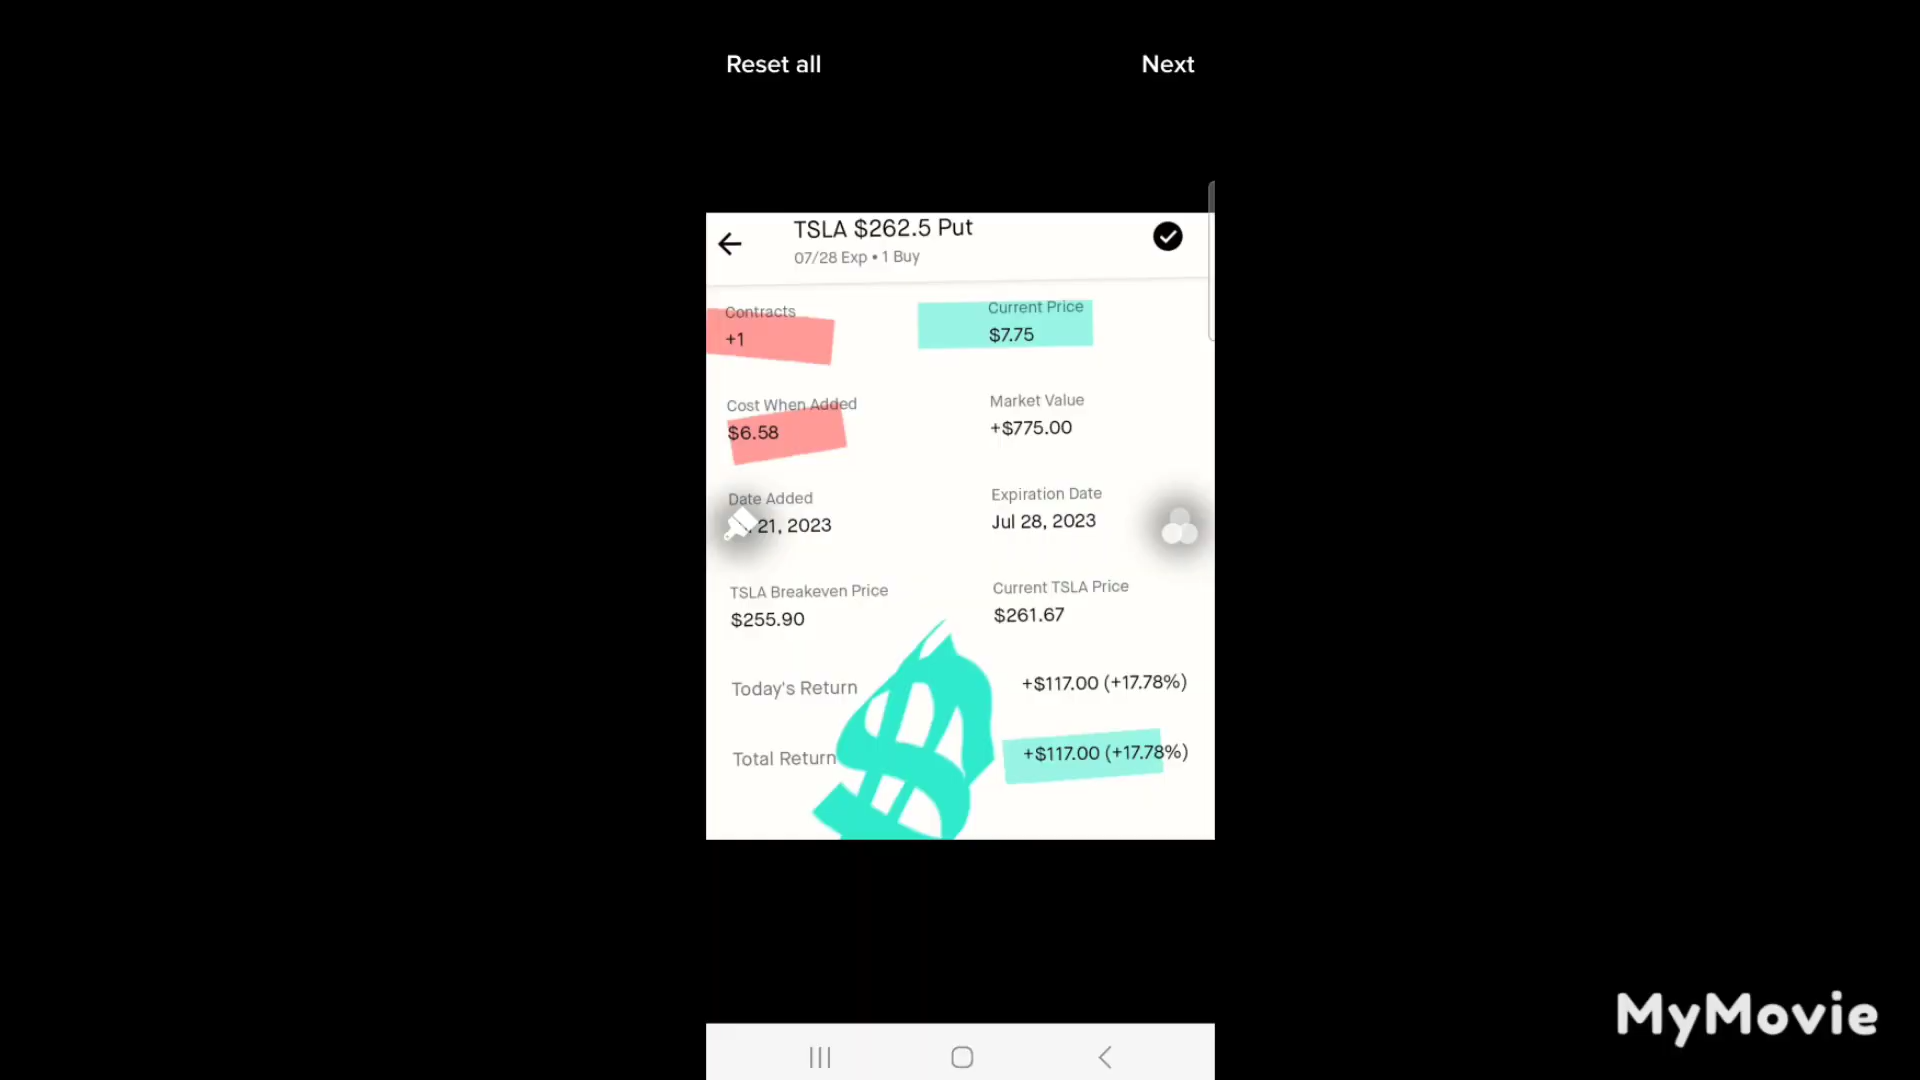 Reset all
Next
TSLA $262.5 Put
07/28 Exp • 1 Buy
Contracts
+1
Current Price
$7.75
Cost When Added
$6.58
Market Value
+$775.00
Date Added
21, 2023
Expiration Date
Jul 28, 2023
TSLA Breakeven Price
$255.90
Current TSLA Price
$261.67
Today's Return
+$117.00 (+17.78%)
Total Return
+$117.00 (+17.78%)
$
MyMovie